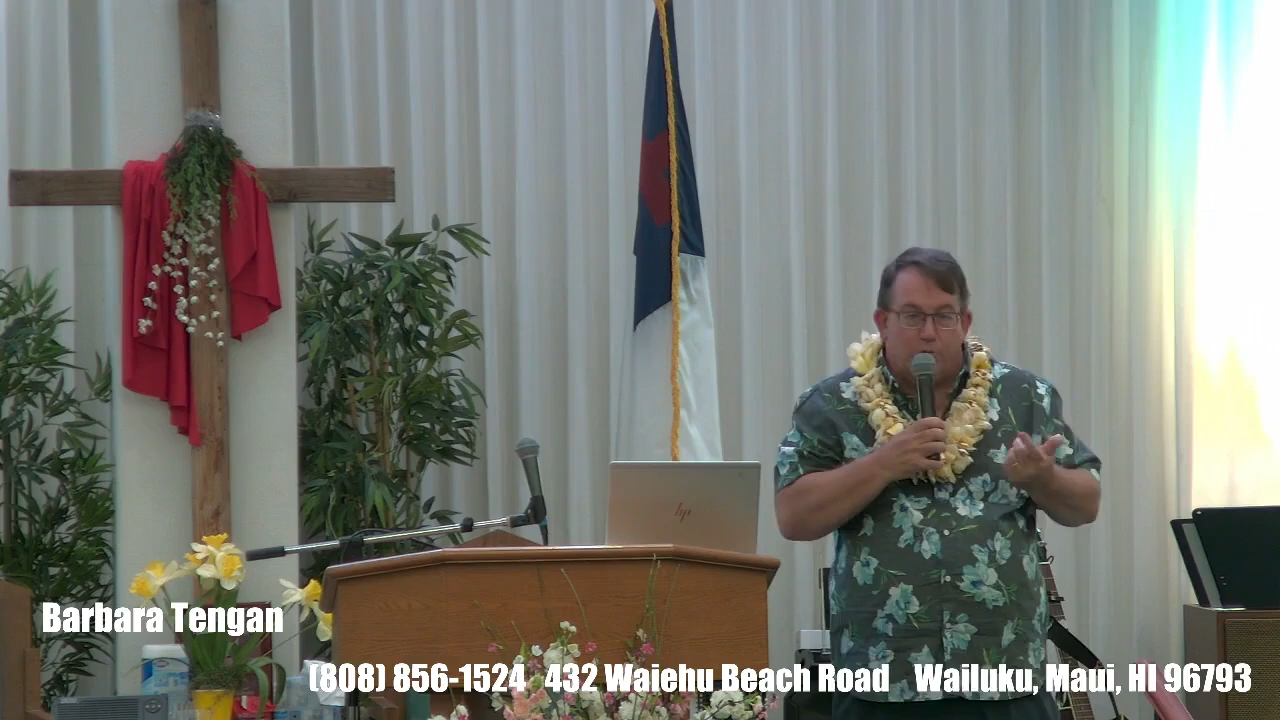 hp
Barbara Tengan
(808) 856-1524 432 Waiehu Beach Road Wailuku, Maui, HI 96793